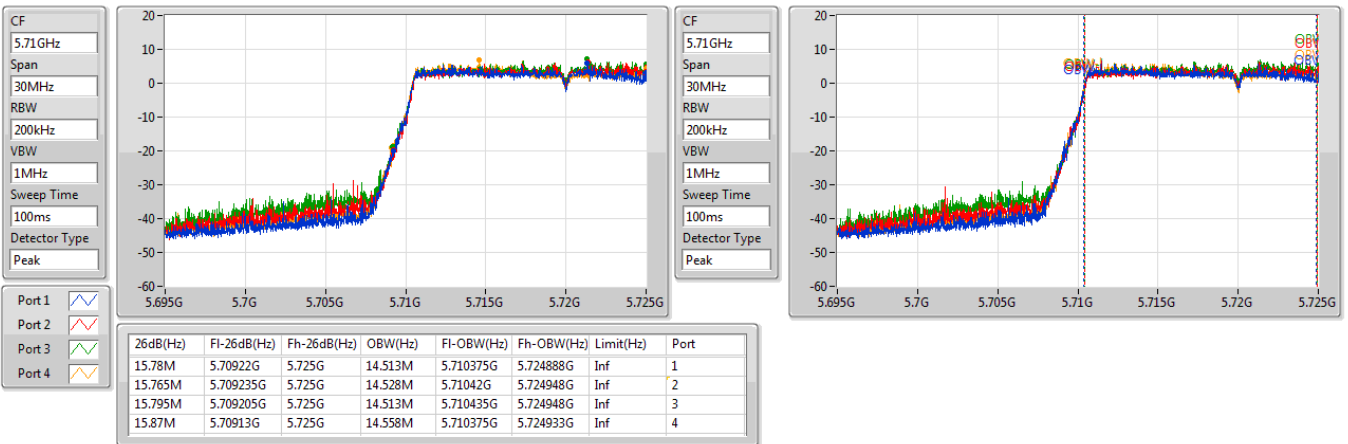 CF
5.71GHz
Span
30MHz
RBW
200kHz
VBW
1MHz
Sweep Time
100ms
Detector Type
Peak
20
10
0
-10
-20
-30
-40
-50
-60
5.695G 5.7G 5.705G 5.71G 5.715G 5.72G 5.725G
CF
5.71GHz
Span
30MHz
RBW
200kHz
VBW
1MHz
Sweep Time
100ms
Detector Type
Peak
20
10
0
-10
-20
-30
-40
-50
-60
5.695G 5.7G 5.705G 5.71G 5.715G 5.72G 5.725G
Port 1
Port 2
Port 3
Port 4
26dB(Hz) Fl-26dB(Hz) Fh-26dB(Hz) OBW(Hz) Fl-OBW(Hz) Fh-OBW(Hz) Limit(Hz) Port
15.78M 5.70922G 5.725G 14.513M 5.710375G 5.724888G Inf 1
15.765M 5.709235G 5.725G 14.528M 5.71042G 5.724948G Inf 2
15.795M 5.709205G 5.725G 14.513M 5.710435G 5.724948G Inf 3
15.87M 5.70913G 5.725G 14.558M 5.710375G 5.724933G Inf 4